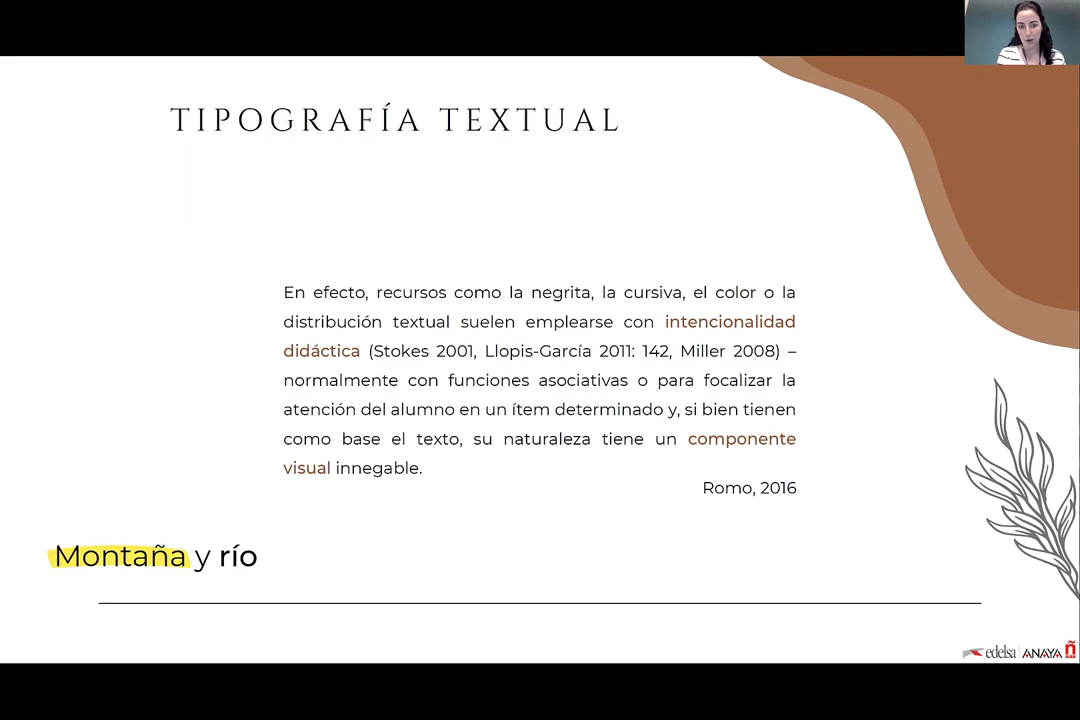 TIPOGRAFÍA TEXTUAL
En efecto, recursos como la negrita, la cursiva, el color o la
distribución textual suelen emplearse con intencionalidad
didáctica (Stokes 2001, Llopis-García 2011: 142, Miller 2008) –
normalmente con funciones asociativas o para focalizar la
atención del alumno en un ítem determinado y, si bien tienen
como base el texto, su naturaleza tiene un componente
visual innegable.
Romo, 2016
Montaña y río
edelsa ANAYA ñ